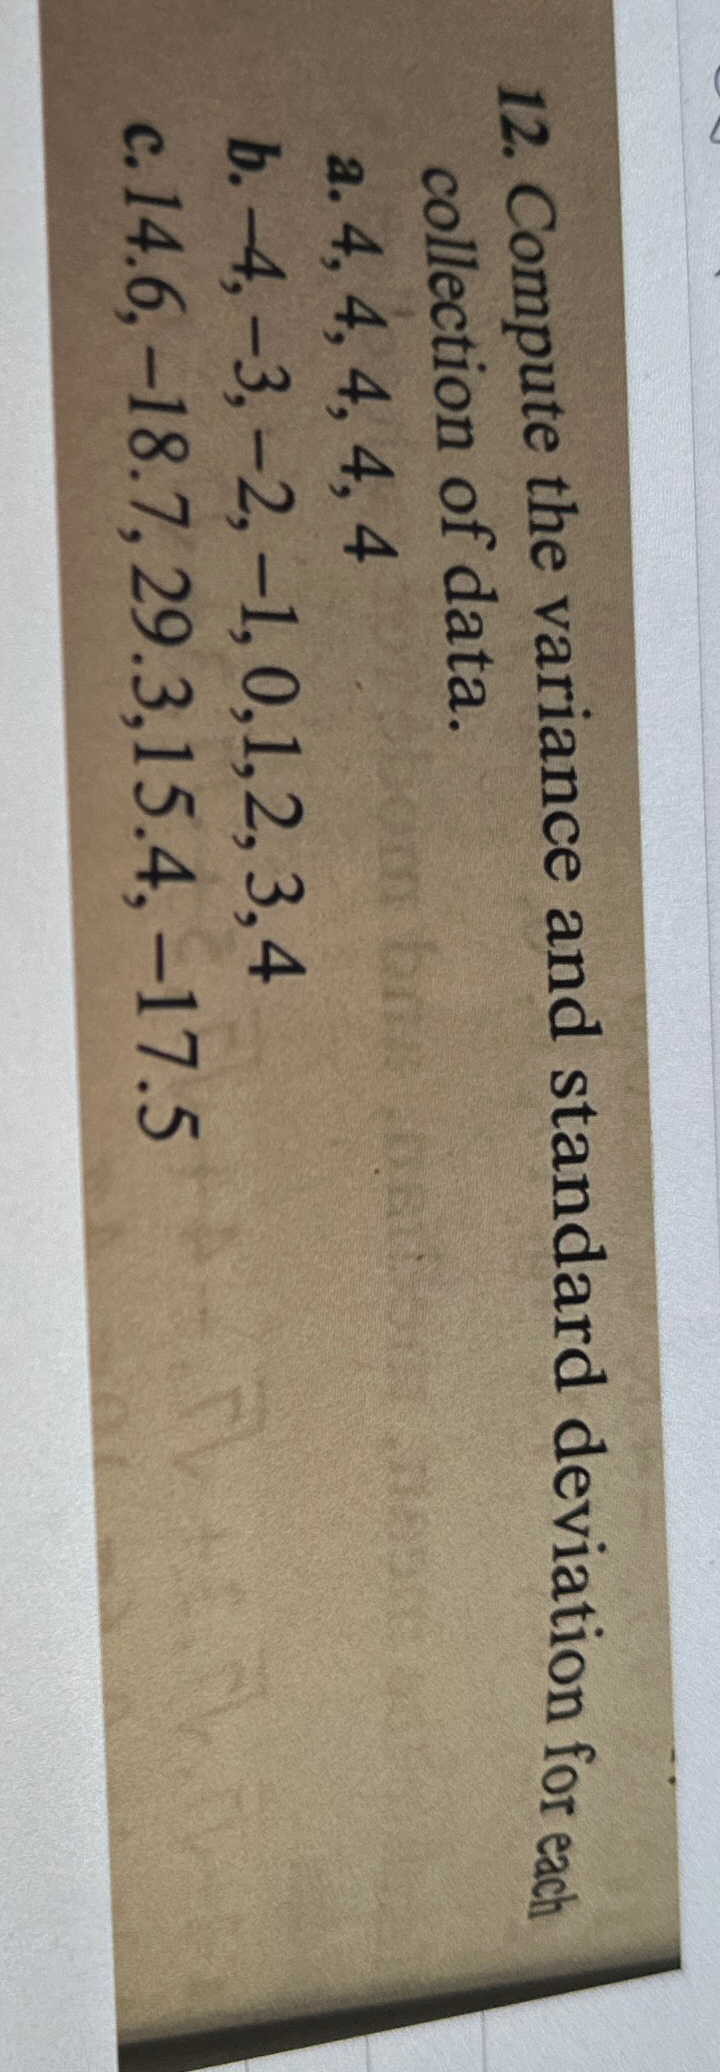 12. Compute the variance and standard deviation for each
collection of data.
a. 4, 4, 4, 4, 4
b. −4, −3, −2, −1, 0,1,2, 3,4
c. 14.6, −18.7, 29.3,15.4, −17.5